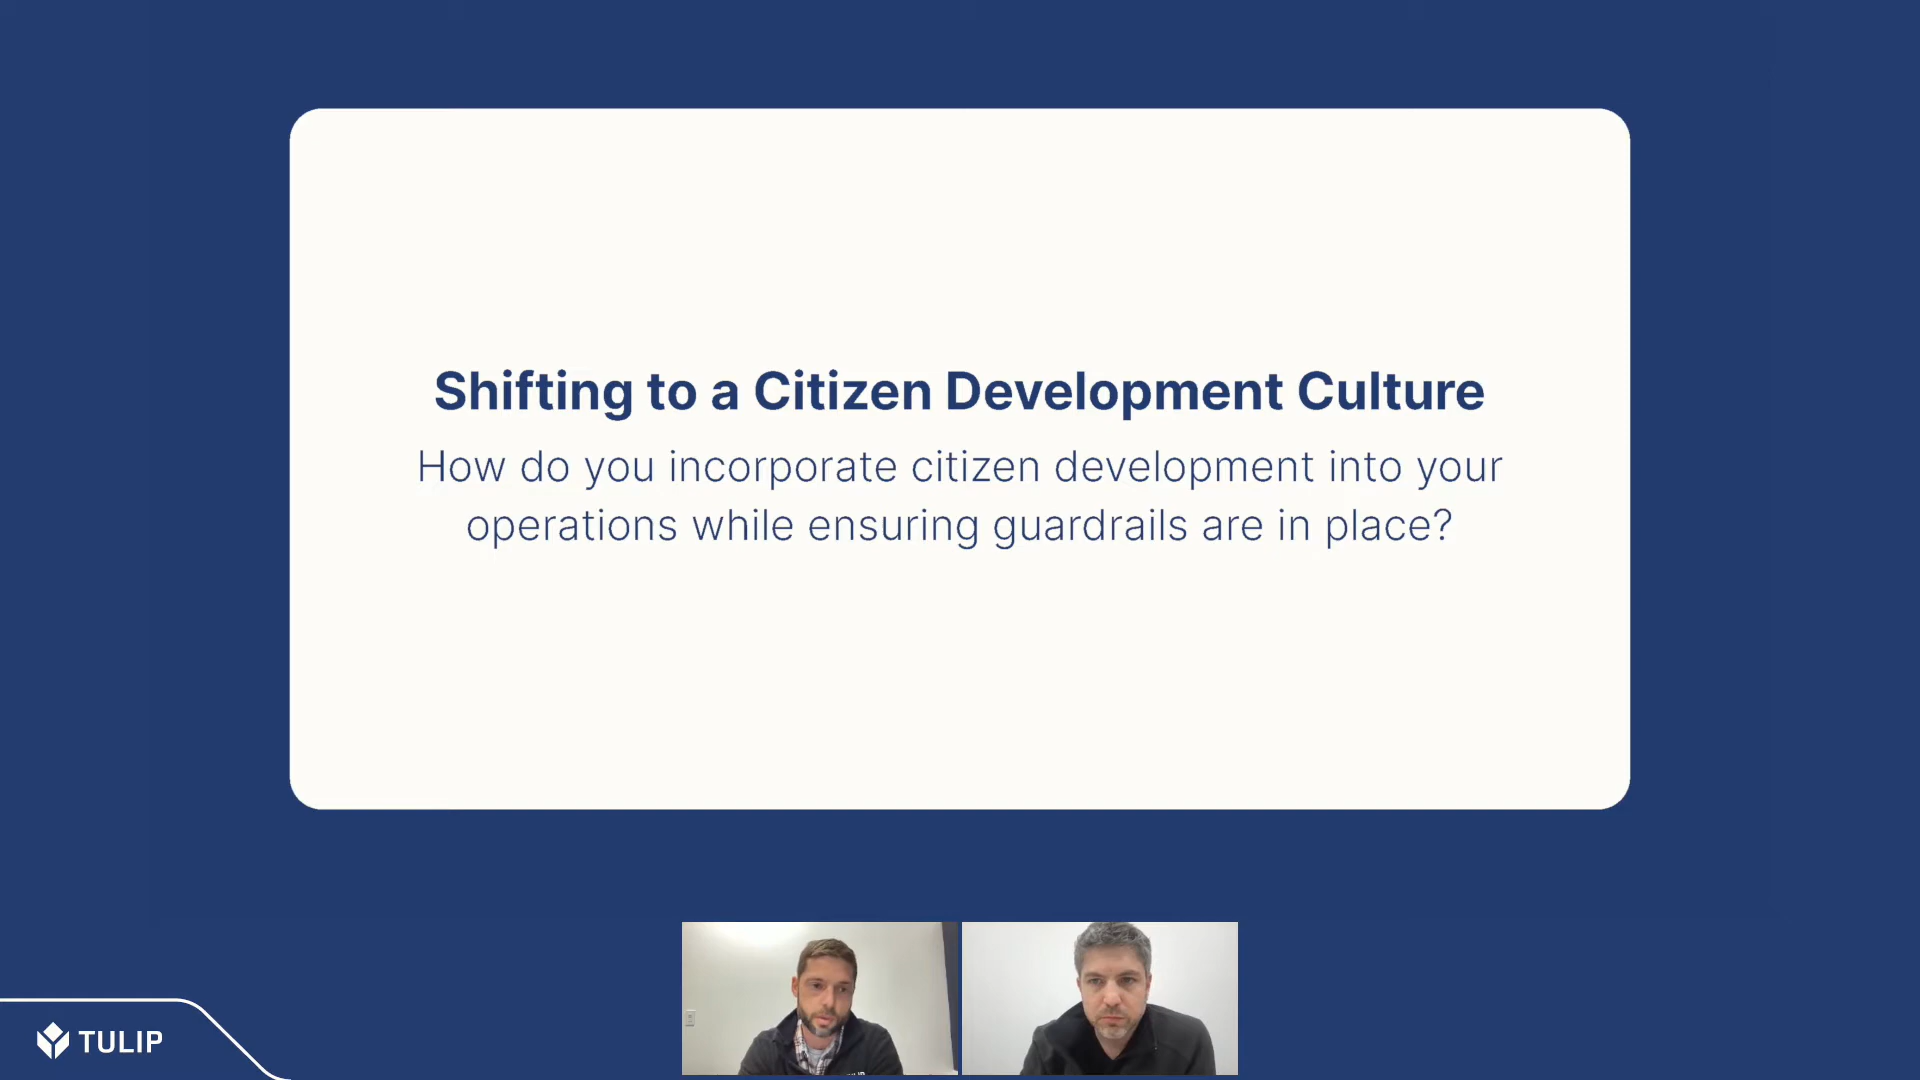 Shifting to a Citizen Development Culture
How do you incorporate citizen development into your
operations while ensuring guardrails are in place?
TULIP